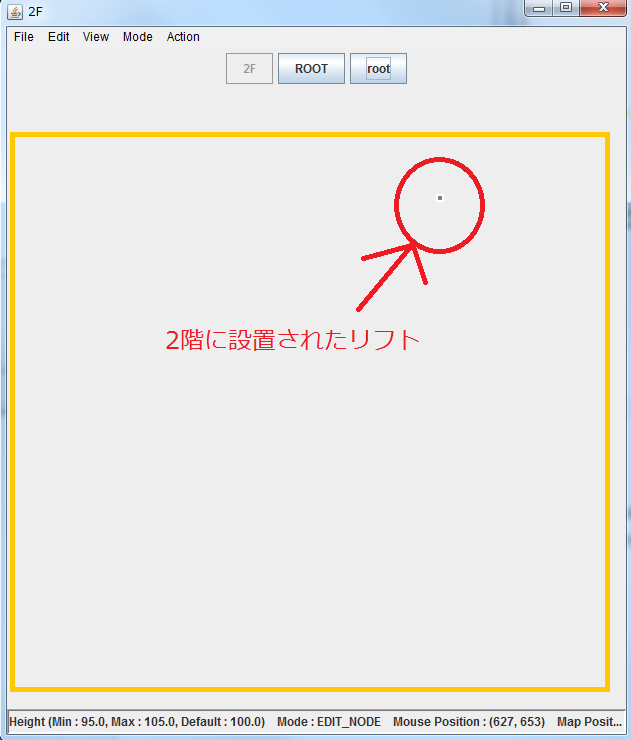 2F
File Edit View Mode Action
2F ROOT root
2階に設置されたリフト
Height (Min : 95.0, Max : 105.0, Default : 100.0) Mode : EDIT_NODE Mouse Position : (627, 653) Map Posit...